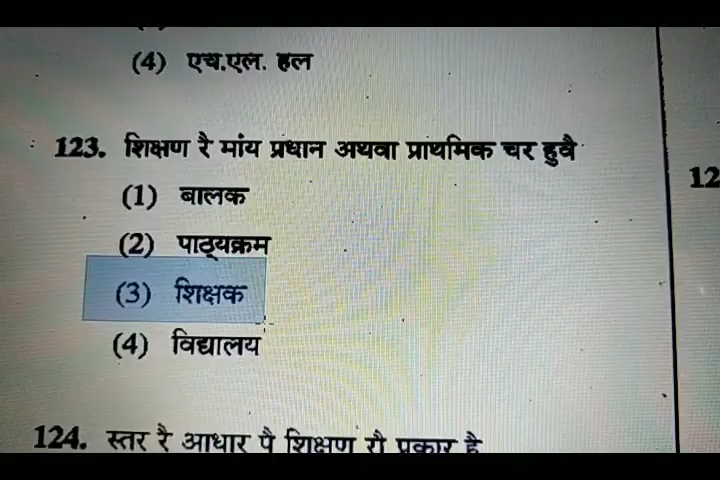 (4) एच.एल. हल
123. शिक्षण रै मांय प्रधान अथवा प्राथमिक चर हुवै
(1) बालक
(2) पाठ्यक्रम
(3) शिक्षक
(4) विद्यालय
12
124. स्तर रै आधार पै शिक्षण रौ प्रकार है